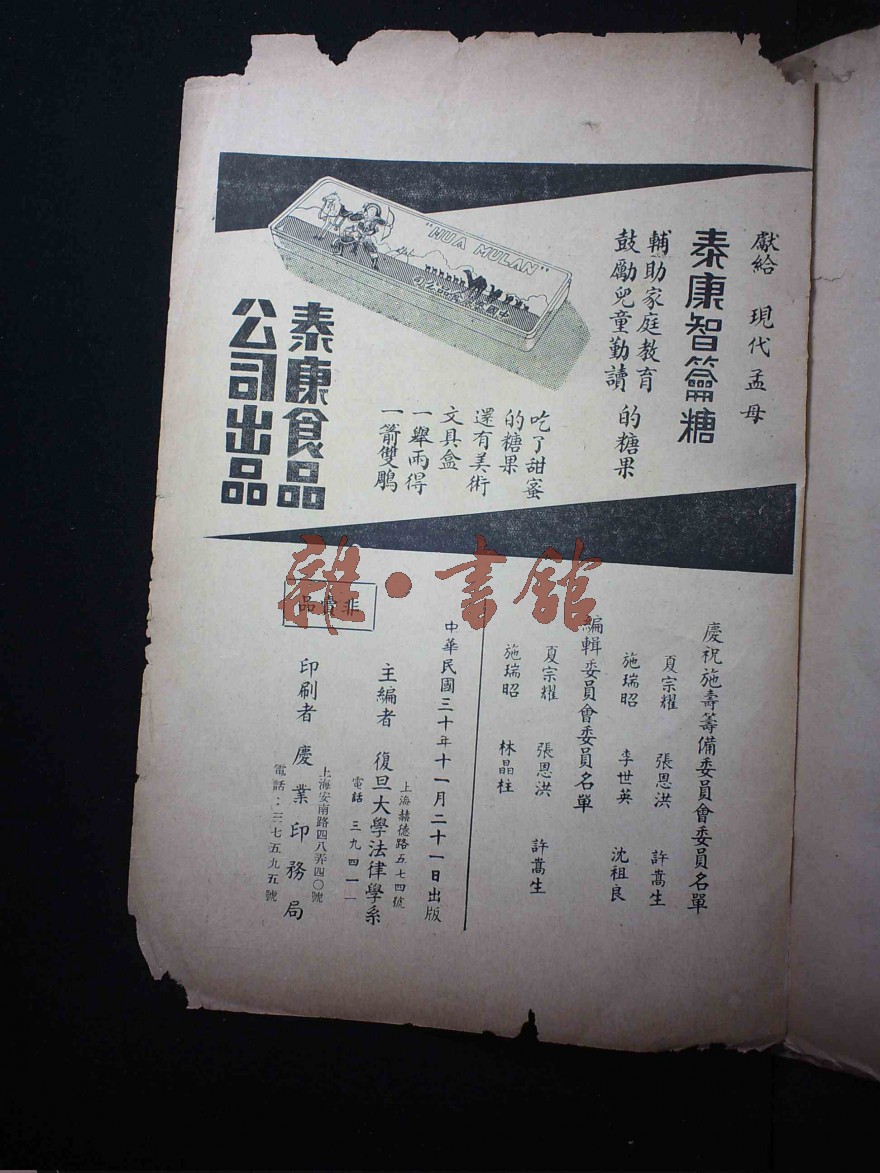 獻給　現代孟母
泰康智籥糖
輔助家庭教育
鼓勵兒童勤讀
的糖果
"HUA MULAN"
吃了甜蜜
的糖果
還有美術
文具盒
一舉兩得
一箭雙鵰
泰康食品
公司出品
慶祝施壽籌備委員會委員名單
夏宗耀　張恩洪　許蒿生
施瑞昭　李世英　沈祖良
編輯委員會委員名單
夏宗耀　張恩洪　許蒿生
施瑞昭　林晶柱
中華民國三十年十一月二十一日出版
上海赫德路五七四號
主編者　復旦大學法律學系
電話　三九四一一
非賣品
上海安南路四八弄四〇號
印刷者　慶業印務局
電話：三七五九五號
雜·書館